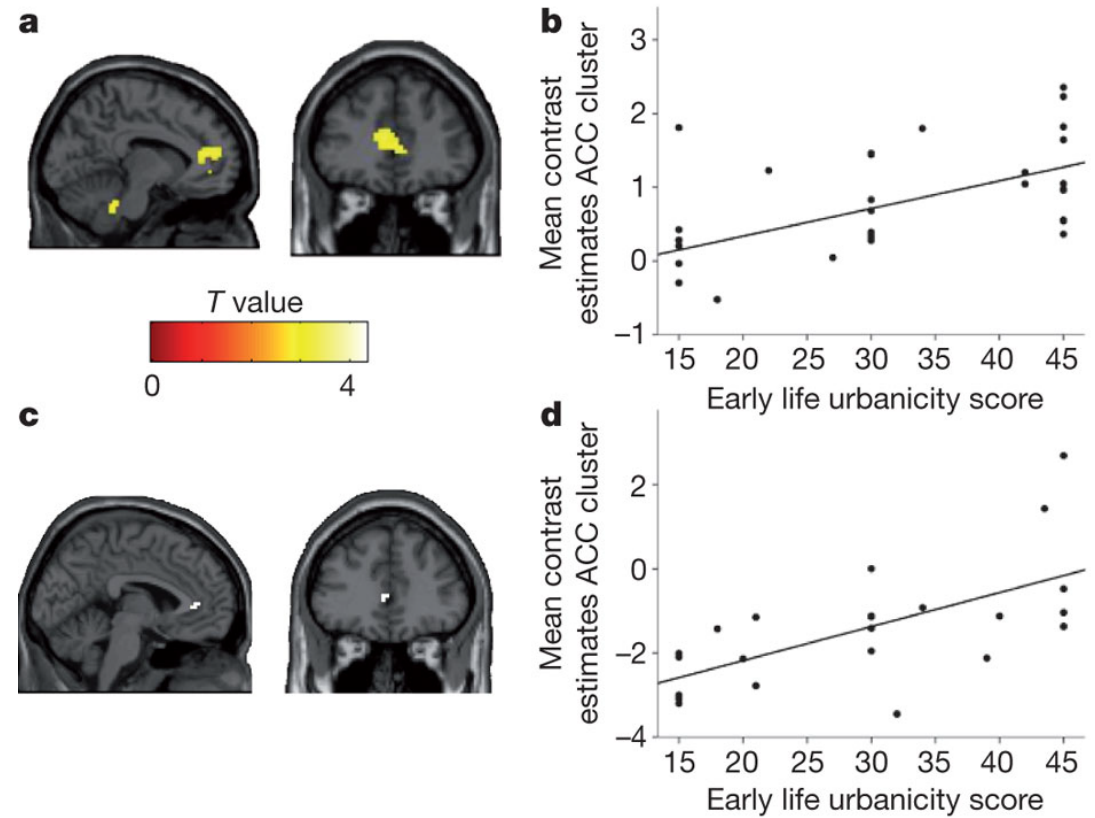 a
T value
0 4
b
Mean contrast
estimates ACC cluster
3
2
1
0
–1
15 20 25 30 35 40 45
Early life urbanicity score
c
d
Mean contrast
estimates ACC cluster
2
0
–2
–4
15 20 25 30 35 40 45
Early life urbanicity score